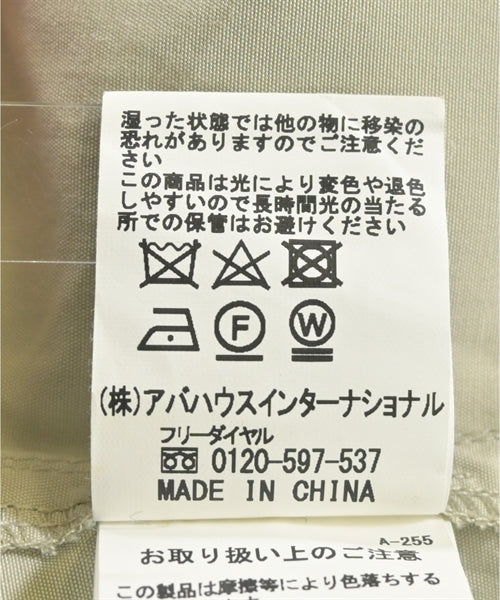 湿った状態では他の物に移染の
恐れがありますのでご注意くだ
さい
この商品は光により変色や退色
しやすいので長時間光の当たる
所での保管はお避けください
F W
(株)アバハウスインターナショナル
フリーダイヤル
0120-597-537
MADE IN CHINA
A-255
お取り扱い上のご注意
この製品は摩擦等により色落ちする